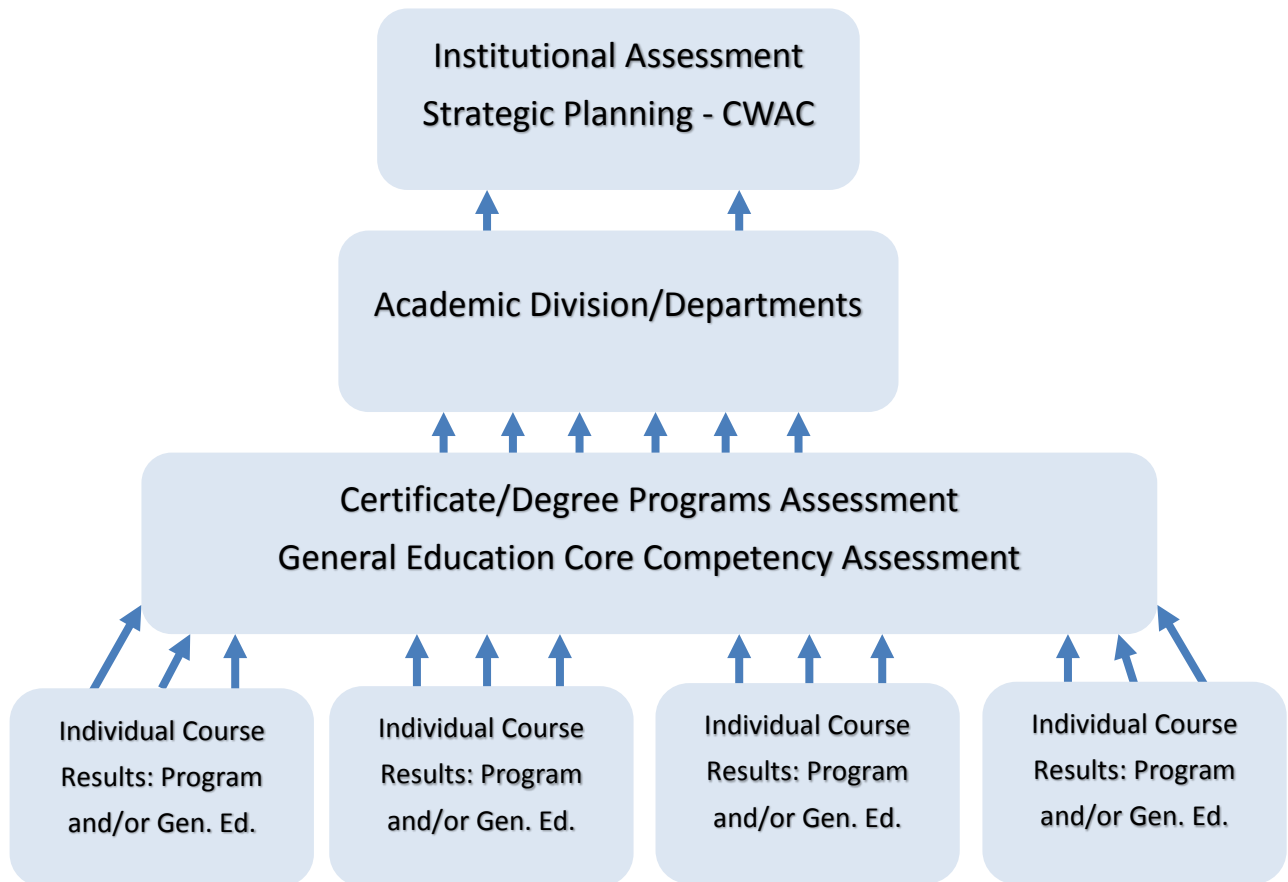 Institutional Assessment
Strategic Planning - CWAC
Academic Division/Departments
Certificate/Degree Programs Assessment
General Education Core Competency Assessment
Individual Course
Results: Program
and/or Gen. Ed.
Individual Course
Results: Program
and/or Gen. Ed.
Individual Course
Results: Program
and/or Gen. Ed.
Individual Course
Results: Program
and/or Gen. Ed.